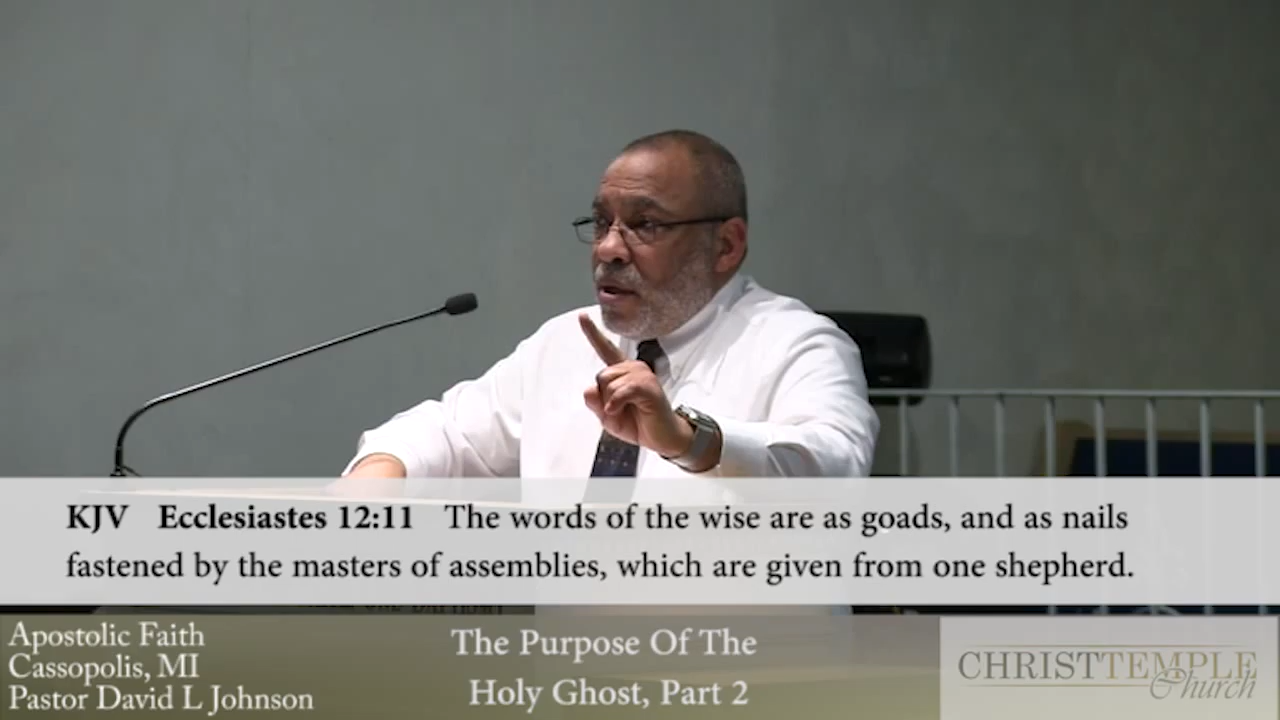 KJV Ecclesiastes 12:11 The words of the wise are as goads, and as nails
fastened by the masters of assemblies, which are given from one shepherd.
Apostolic Faith
Cassopolis, MI
Pastor David L Johnson
The Purpose Of The
Holy Ghost, Part 2
CHRISTTEMPLE
Church